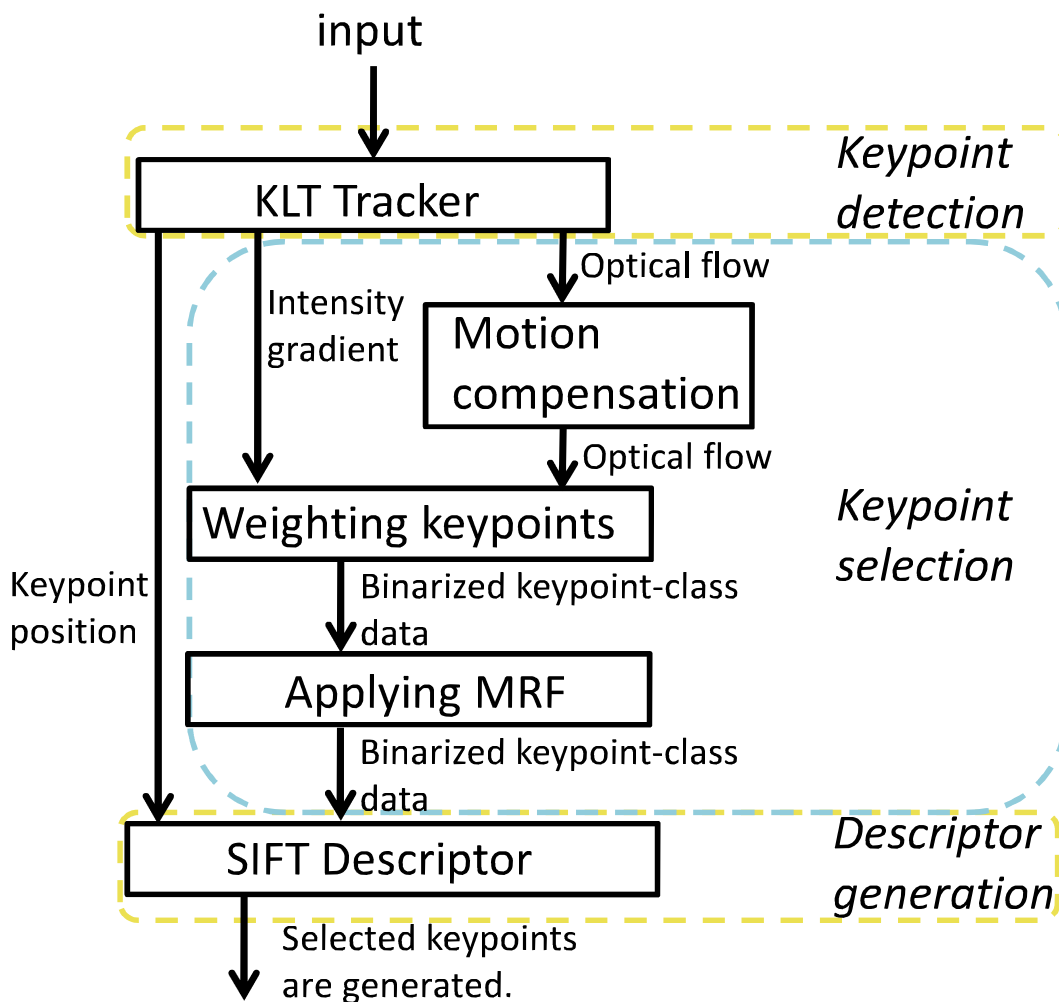 input
Keypoint
detection
KLT Tracker
Optical flow
Intensity
gradient
Motion
compensation
Optical flow
Weighting keypoints
Keypoint
selection
Keypoint
position
Binarized keypoint-class
data
Applying MRF
Binarized keypoint-class
data
SIFT Descriptor
Descriptor
generation
Selected keypoints
are generated.